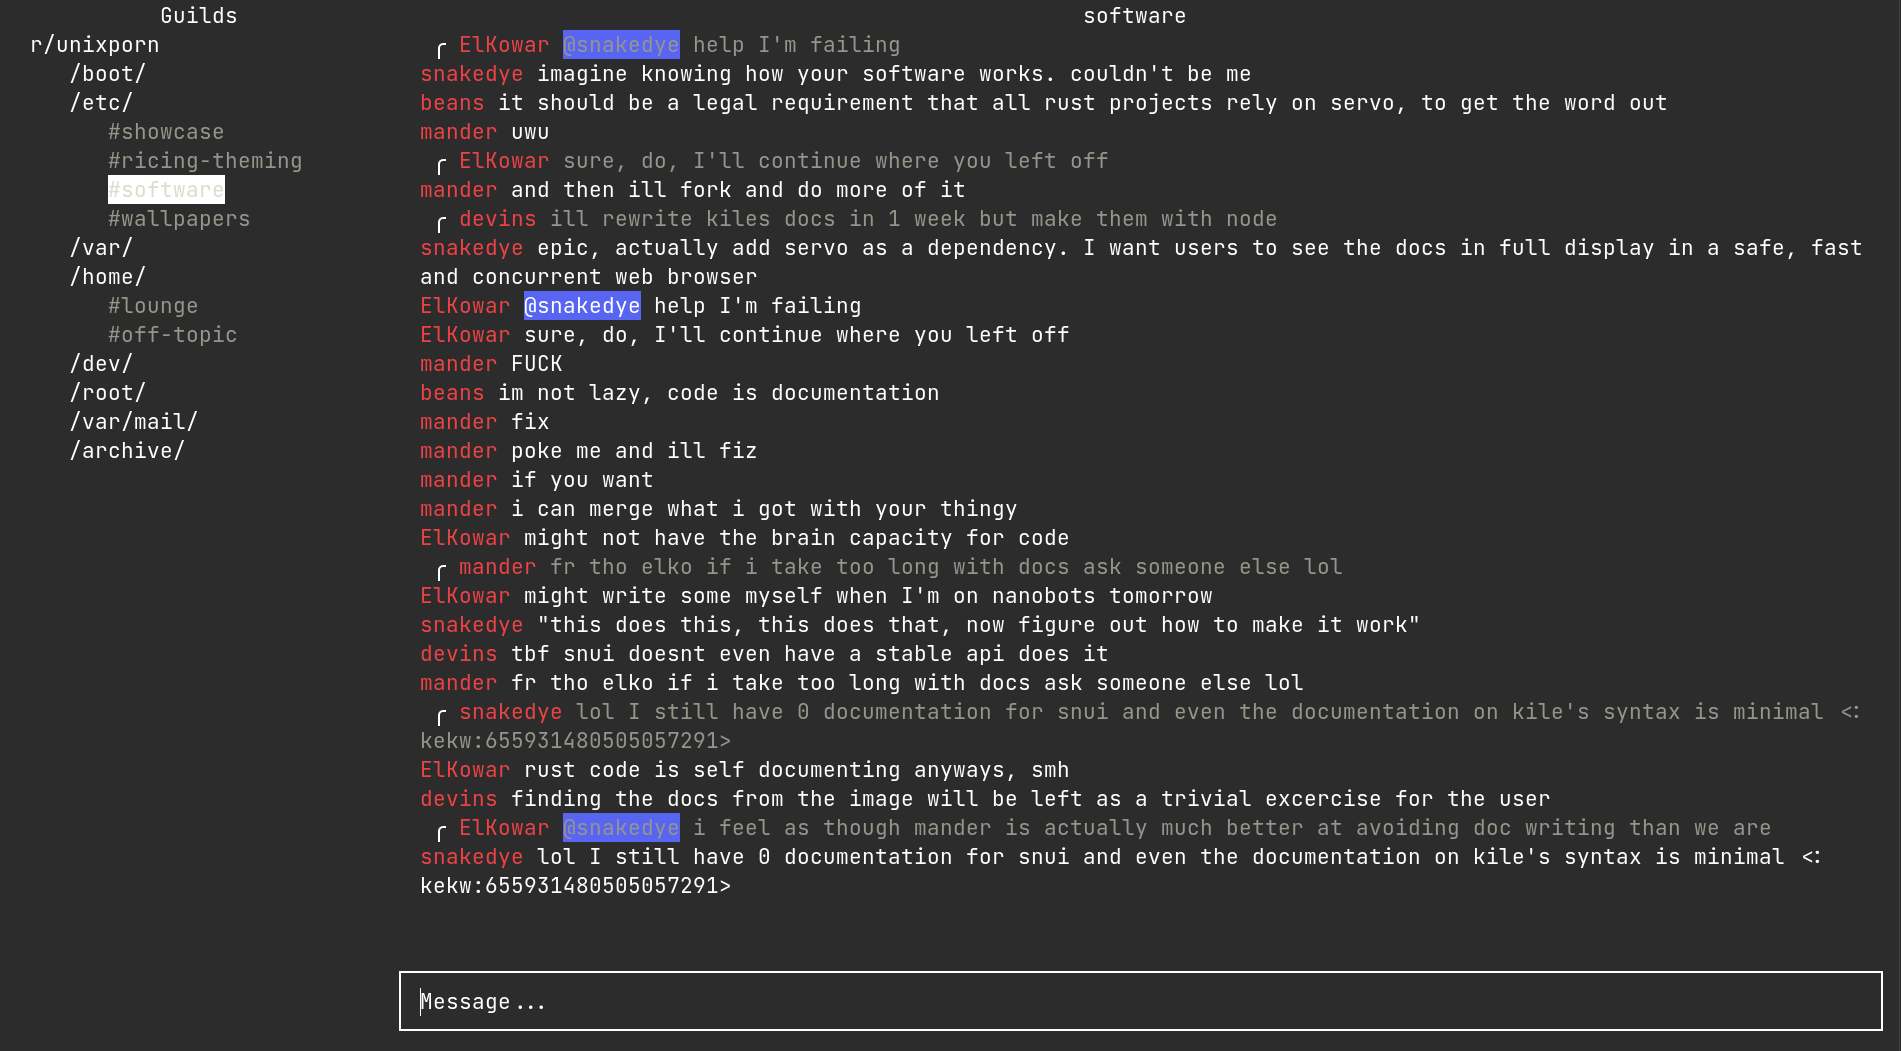 Guilds
r/unixporn
/boot/
/etc/
#showcase
#ricing-theming
#software
#wallpapers
/var/
/home/
#lounge
#off-topic
/dev/
/root/
/var/mail/
/archive/
software
╭ ElKowar @snakedye help I'm failing
snakedye imagine knowing how your software works. couldn't be me
beans it should be a legal requirement that all rust projects rely on servo, to get the word out
mander uwu
╭ ElKowar sure, do, I'll continue where you left off
mander and then ill fork and do more of it
╭ devins ill rewrite kiles docs in 1 week but make them with node
snakedye epic, actually add servo as a dependency. I want users to see the docs in full display in a safe, fast
and concurrent web browser
ElKowar @snakedye help I'm failing
ElKowar sure, do, I'll continue where you left off
mander FUCK
beans im not lazy, code is documentation
mander fix
mander poke me and ill fiz
mander if you want
mander i can merge what i got with your thingy
ElKowar might not have the brain capacity for code
╭ mander fr tho elko if i take too long with docs ask someone else lol
ElKowar might write some myself when I'm on nanobots tomorrow
snakedye "this does this, this does that, now figure out how to make it work"
devins tbf snui doesnt even have a stable api does it
mander fr tho elko if i take too long with docs ask someone else lol
╭ snakedye lol I still have 0 documentation for snui and even the documentation on kile's syntax is minimal <:
kekw:655931480505057291>
ElKowar rust code is self documenting anyways, smh
devins finding the docs from the image will be left as a trivial excercise for the user
╭ ElKowar @snakedye i feel as though mander is actually much better at avoiding doc writing than we are
snakedye lol I still have 0 documentation for snui and even the documentation on kile's syntax is minimal <:
kekw:655931480505057291>
Message...